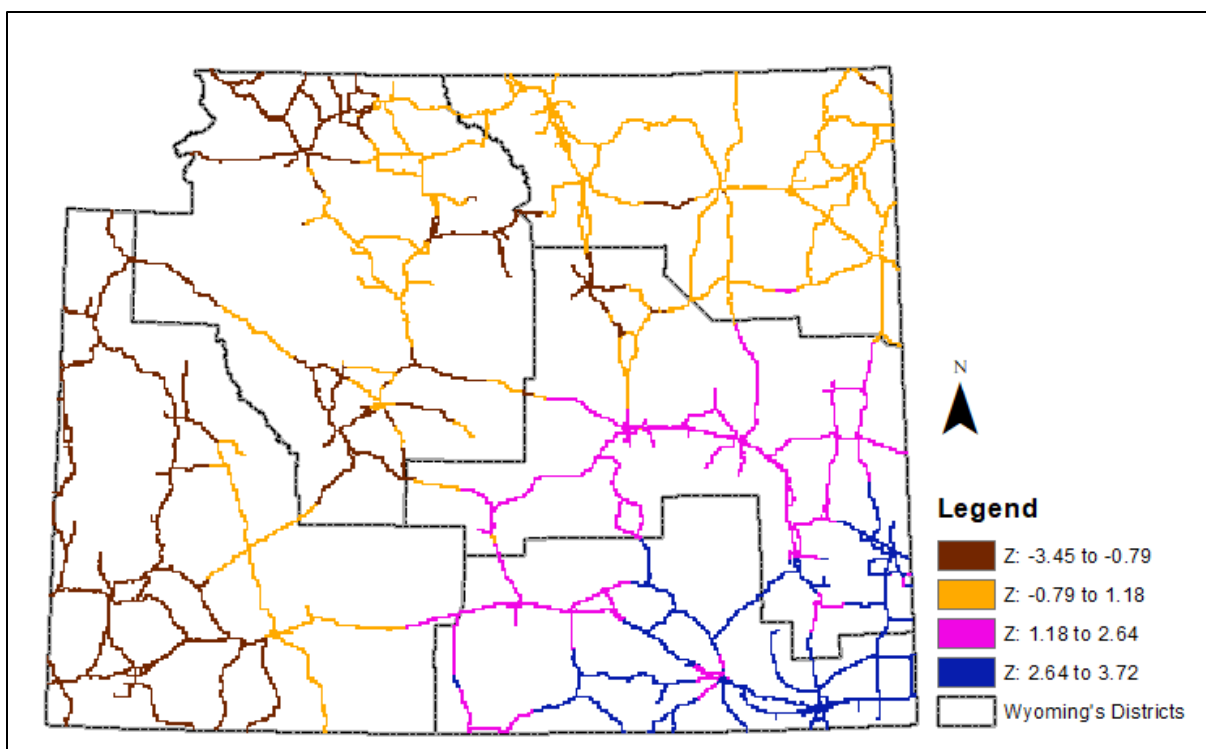 N
Legend
Z: -3.45 to -0.79
Z: -0.79 to 1.18
Z: 1.18 to 2.64
Z: 2.64 to 3.72
Wyoming's Districts